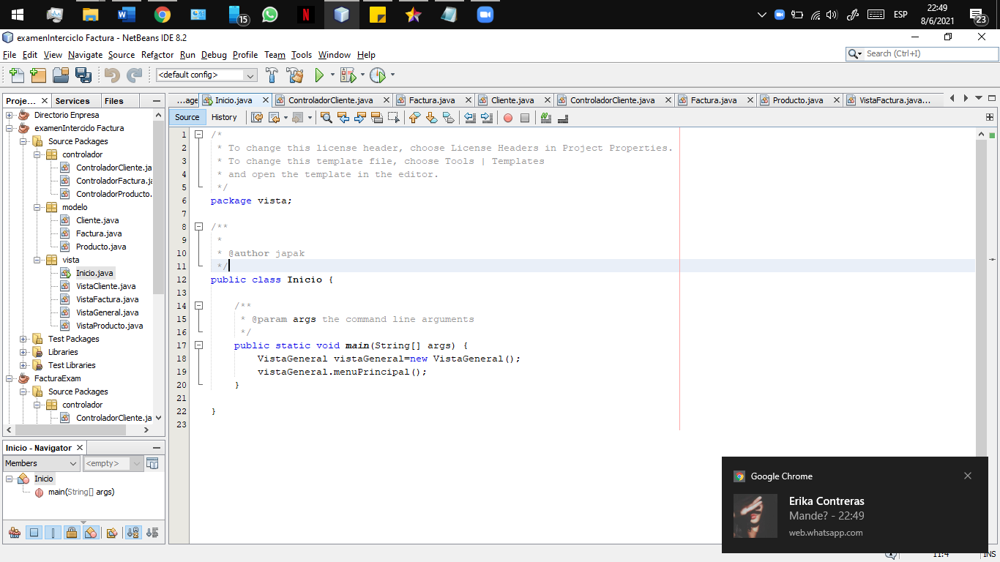 15
ESP
22:49
8/6/2021
23
examenInterciclo Factura - NetBeans IDE 8.2
File Edit View Navigate Source Refactor Run Debug Profile Team Tools Window Help
Search (Ctrl+I)
<default config>
Proje... Services Files
Directorio Enpresa
examenInterciclo Factura
Source Packages
controlador
ControladorCliente.ja
ControladorFactura.ja
ControladorProducto.
modelo
Cliente.java
Factura.java
Producto.java
vista
Inicio.java
VistaCliente.java
VistaFactura.java
VistaGeneral.java
VistaProducto.java
Test Packages
Libraries
Test Libraries
FacturaExam
Source Packages
controlador
ControladorCliente.ja
Inicio - Navigator
Members <empty>
Inicio
main(String[] args)
...age Inicio.java ControladorCliente.java Factura.java Cliente.java ControladorCliente.java Factura.java Producto.java VistaFactura.java...
Source History
1 /*
2 * To change this license header, choose License Headers in Project Properties.
3 * To change this template file, choose Tools | Templates
4 * and open the template in the editor.
5 */
6 package vista;
7
8 /**
9 *
10 * @author japak
11 */
12 public class Inicio {
13
14 /**
15 * @param args the command line arguments
16 */
17 public static void main(String[] args) {
18 VistaGeneral vistaGeneral=new VistaGeneral();
19 vistaGeneral.menuPrincipal();
20 }
21
22 }
23
Google Chrome
Erika Contreras
Mande? - 22:49
web.whatsapp.com
11:4 INS